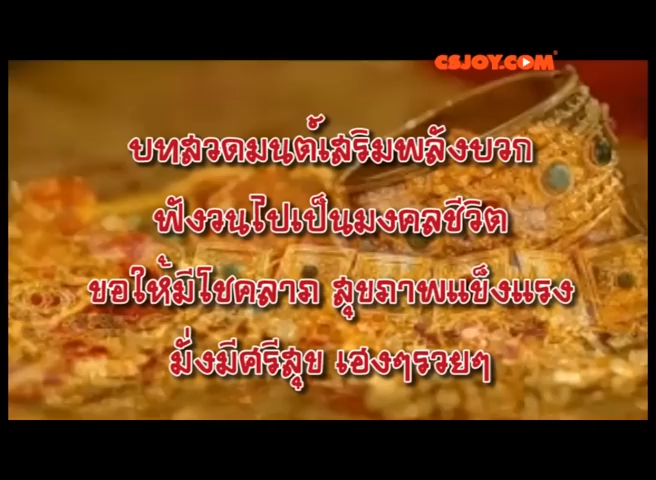 CSJOY.COM
บทสวดมนต์เสริมพลังบวก
ฟังวนไปเป็นมงคลชีวิต
ขอให้มีโชคลาภ สุขภาพแข็งแรง
มั่งมีศรีสุข เฮงๆรวยๆ